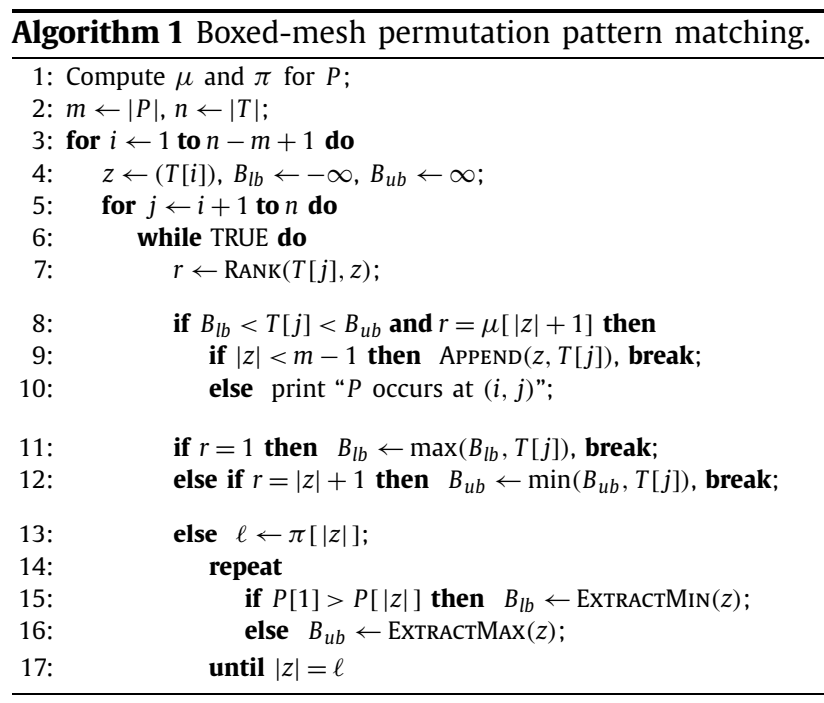 Algorithm 1 Boxed-mesh permutation pattern matching.
1: Compute μ and π for P;
2: m ← |P|, n ← |T|;
3: for i ← 1 to n − m + 1 do
4: z ← (T[i]), B_lb ← −∞, B_ub ← ∞;
5: for j ← i + 1 to n do
6: while TRUE do
7: r ← RANK(T[j], z);
8: if B_lb < T[j] < B_ub and r = μ[|z| + 1] then
9: if |z| < m − 1 then APPEND(z, T[j]), break;
10: else print “P occurs at (i, j)”;
11: if r = 1 then B_lb ← max(B_lb, T[j]), break;
12: else if r = |z| + 1 then B_ub ← min(B_ub, T[j]), break;
13: else ℓ ← π[|z|];
14: repeat
15: if P[1] > P[|z|] then B_lb ← EXTRACTMIN(z);
16: else B_ub ← EXTRACTMAX(z);
17: until |z| = ℓ